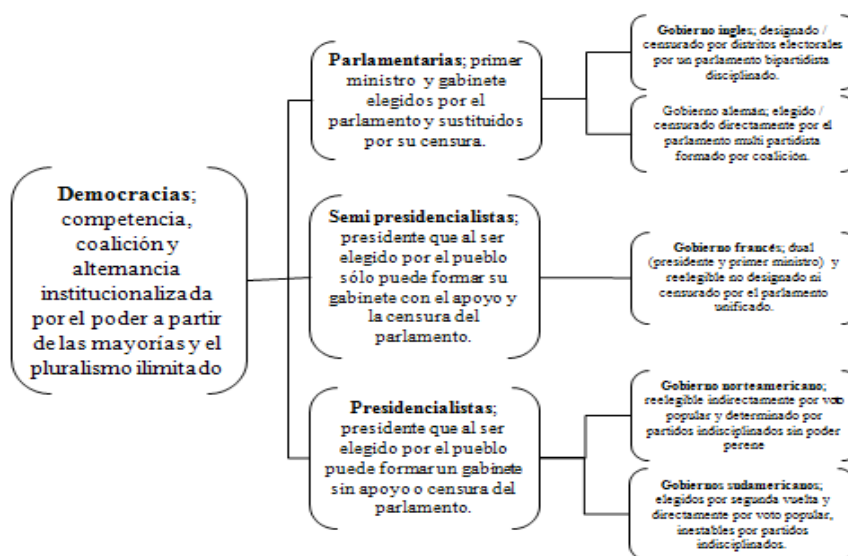 Democracias;
competencia,
coalición y
alternancia
institucionalizada
por el poder a partir
de las mayorías y el
pluralismo ilimitado
Parlamentarias; primer
ministro y gabinete
elegidos por el
parlamento y sustituidos
por su censura.
Gobierno ingles; designado /
censurado por distritos electorales
por un parlamento bipartidista
disciplinado.
Gobierno alemán; elegido /
censurado directamente por el
parlamento multi partidista
formado por coalición.
Semi presidencialistas;
presidente que al ser
elegido por el pueblo
sólo puede formar su
gabinete con el apoyo y
la censura del
parlamento.
Gobierno francés; dual
(presidente y primer ministro) y
reelegible no designado ni
censurado por el parlamento
unificado.
Presidencialistas;
presidente que al ser
elegido por el pueblo
puede formar un gabinete
sin apoyo o censura del
parlamento.
Gobierno norteamericano;
reelegible indirectamente por voto
popular y determinado por
partidos indisciplinados sin poder
perene
Gobiernos sudamericanos;
elegidos por segunda vuelta y
directamente por voto popular,
inestables por partidos
indisciplinados.